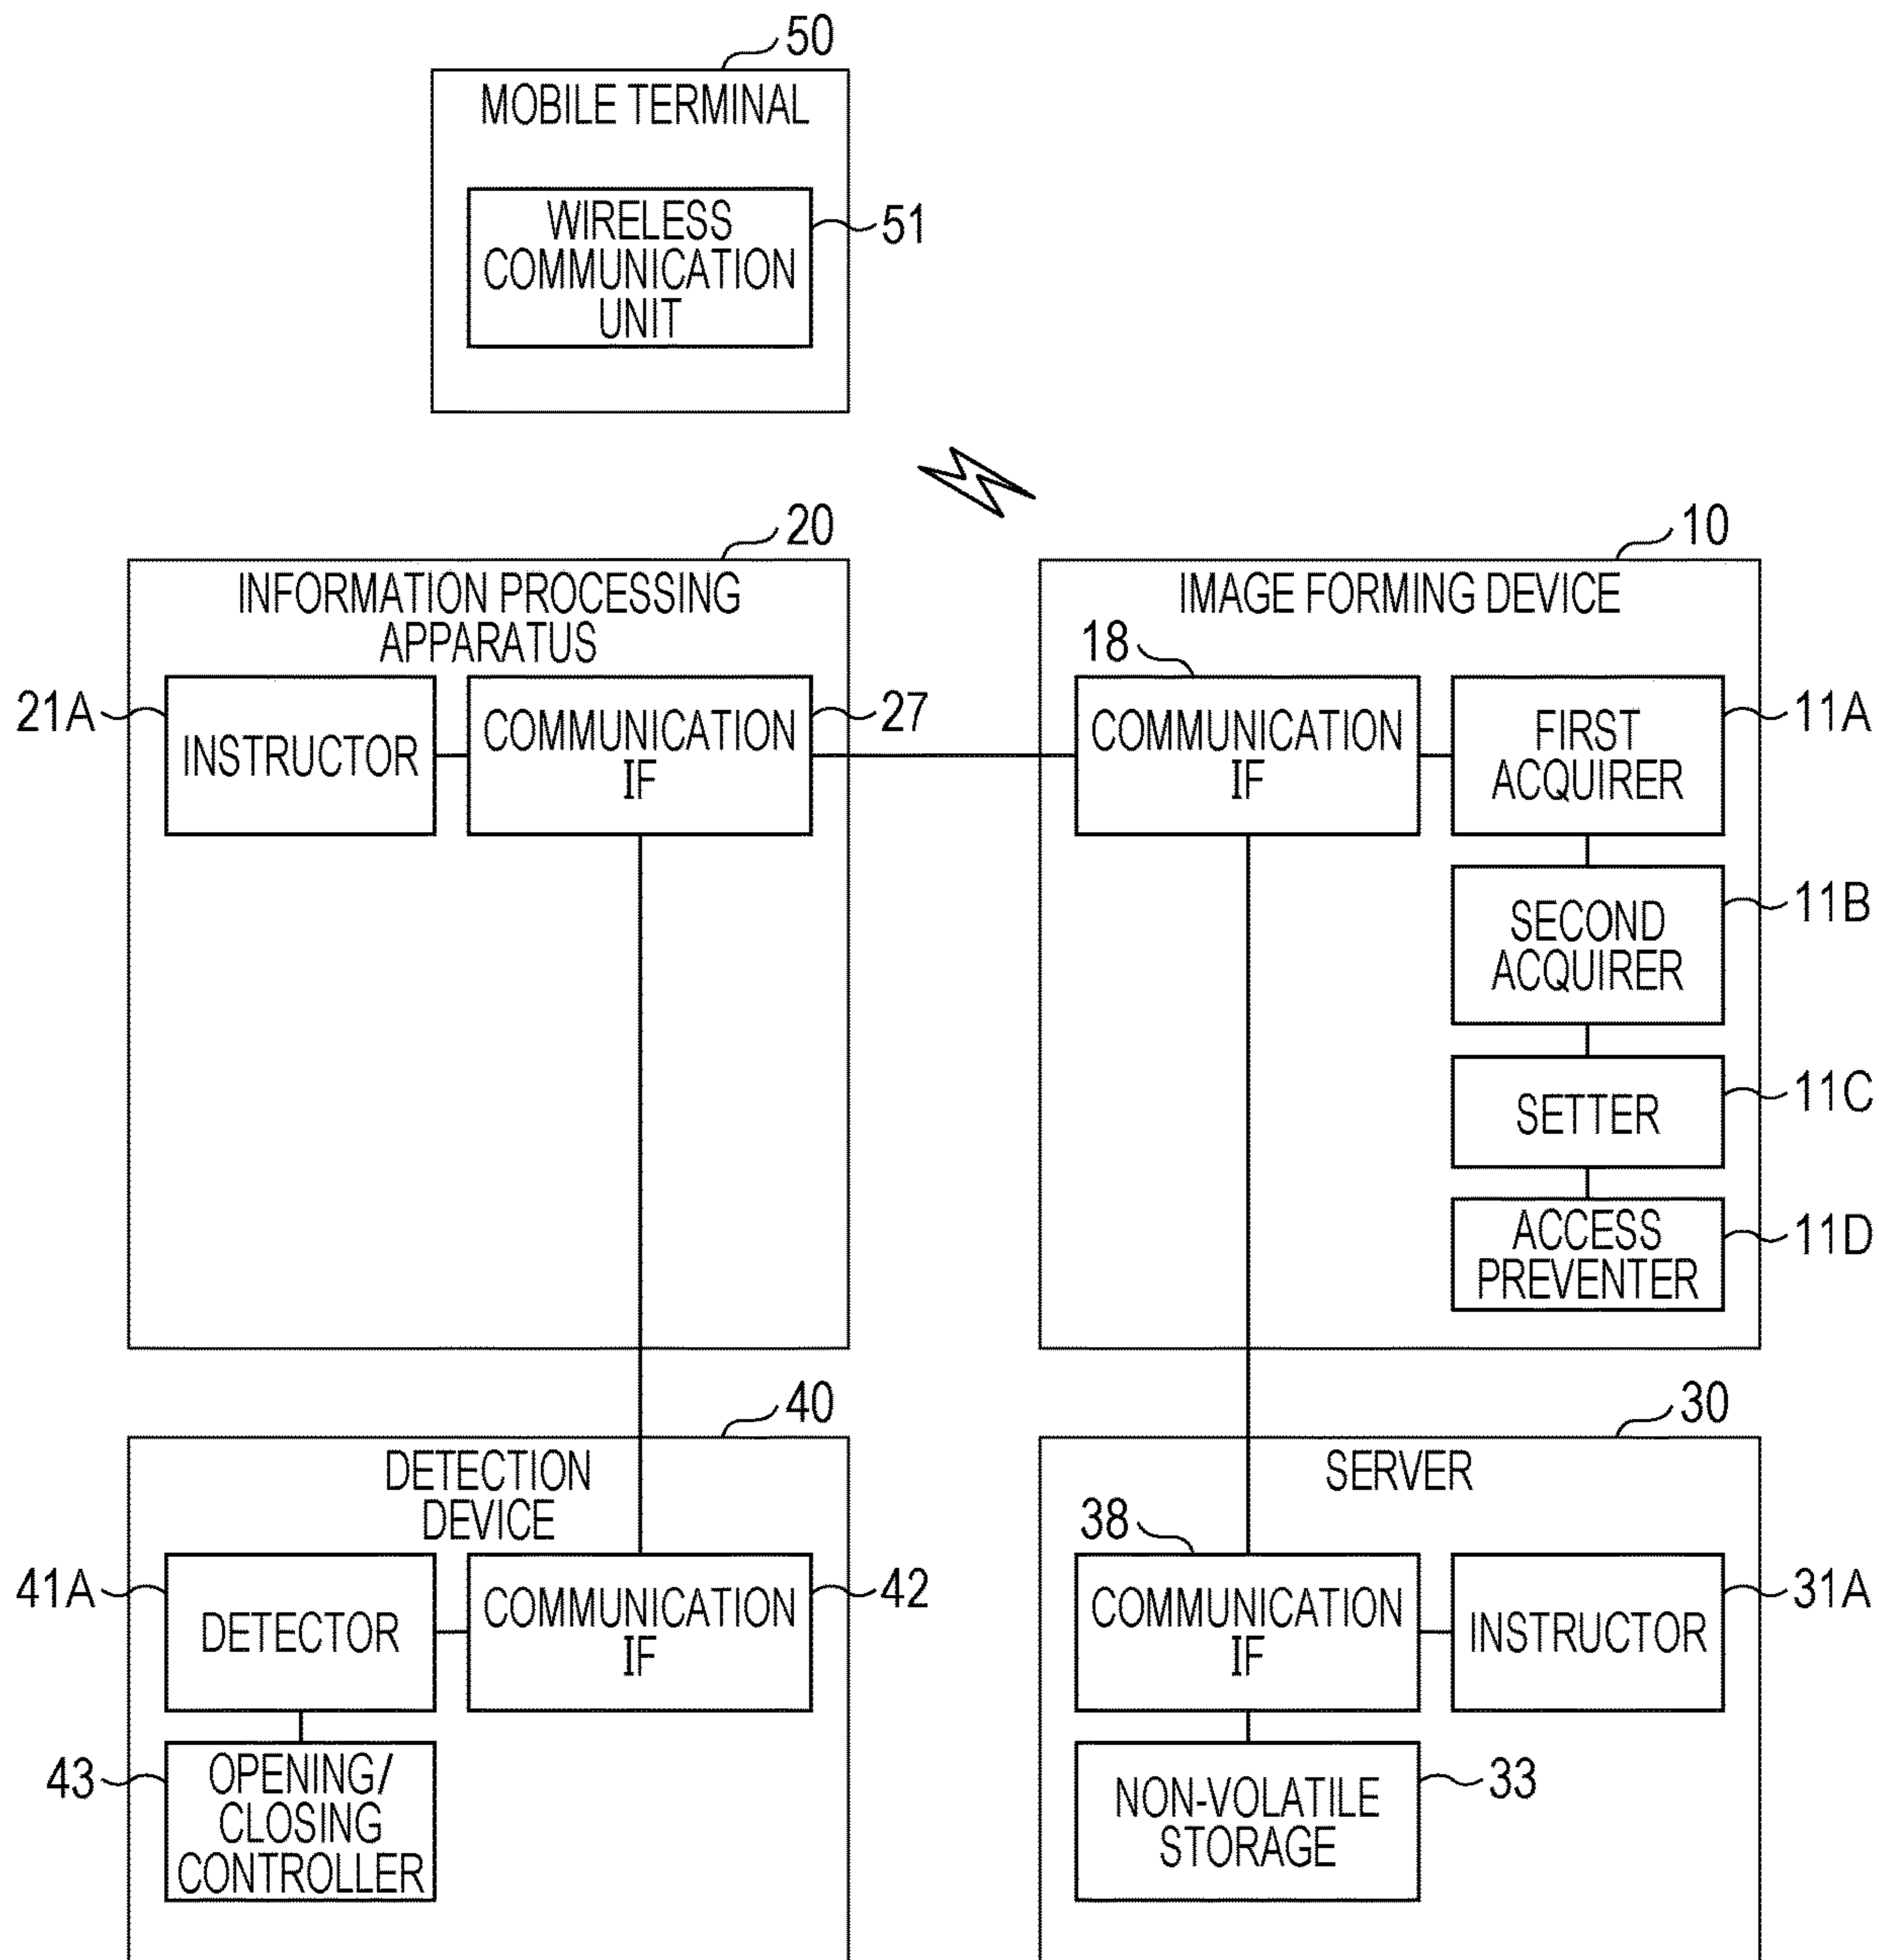 50
MOBILE TERMINAL
WIRELESS
COMMUNICATION
UNIT
51
20
INFORMATION PROCESSING
APPARATUS
21A
INSTRUCTOR
COMMUNICATION
IF
27
10
IMAGE FORMING DEVICE
18
COMMUNICATION
IF
FIRST
ACQUIRER
11A
SECOND
ACQUIRER
11B
SETTER
11C
ACCESS
PREVENTER
11D
40
DETECTION
DEVICE
41A
DETECTOR
COMMUNICATION
IF
42
43
OPENING/
CLOSING
CONTROLLER
30
SERVER
38
COMMUNICATION
IF
INSTRUCTOR
31A
NON-VOLATILE
STORAGE
33